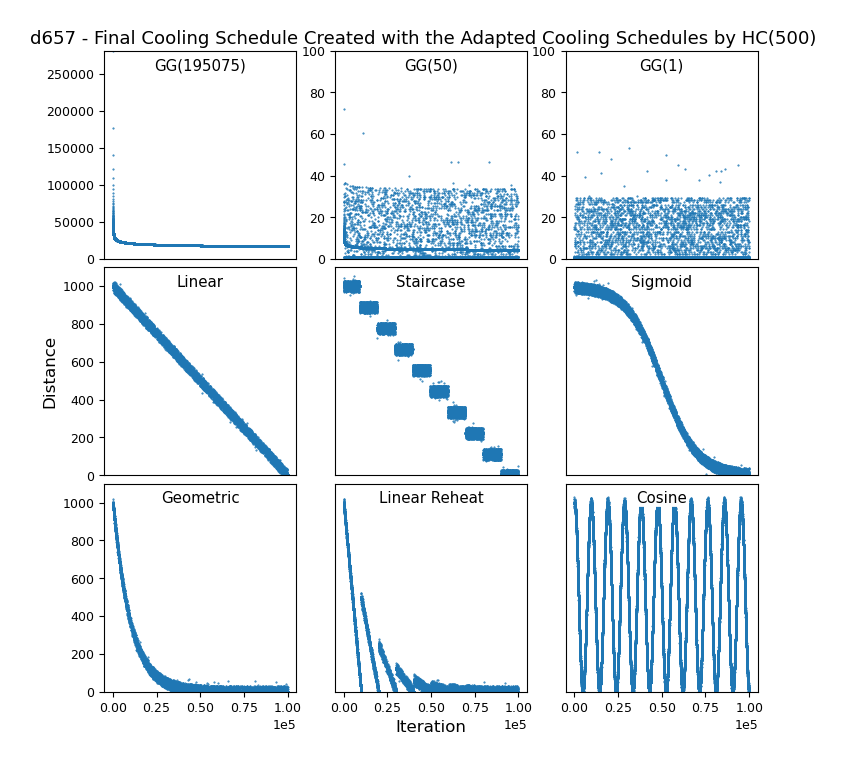 d657 - Final Cooling Schedule Created with the Adapted Cooling Schedules by HC(500)
GG(195075)
GG(50)
GG(1)
250000
200000
150000
100000
50000
0
100
80
60
40
20
0
100
80
60
40
20
0
Linear
Staircase
Sigmoid
Distance
1000
800
600
400
200
0
Geometric
Linear Reheat
Cosine
1000
800
600
400
200
0
0.00 0.25 0.50 0.75 1.00
1e5
0.00 0.25 0.50 0.75 1.00
1e5
0.00 0.25 0.50 0.75 1.00
1e5
Iteration